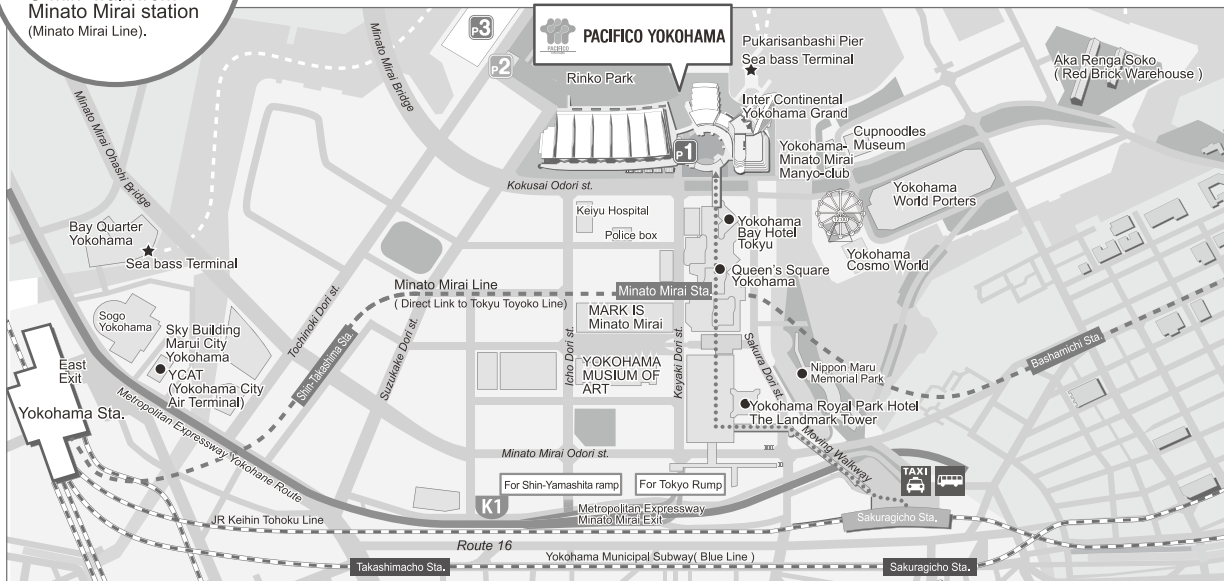 Minato Mirai station
(Minato Mirai Line).
P3
P2
PACIFICO
PACIFICO YOKOHAMA
Pukarisanbashi Pier
Sea bass Terminal
Aka Renga Soko
( Red Brick Warehouse )
Minato Mirai Bridge
Rinko Park
Inter Continental
Yokohama Grand
Minato Mirai Ohashi Bridge
P1
Cupnoodles
Museum
Yokohama-
Minato Mirai
Manyo-club
Kokusai Odori st.
Yokohama
World Porters
Keiyu Hospital
Police box
Yokohama
Bay Hotel
Tokyu
Bay Quarter
Yokohama
Sea bass Terminal
Yokohama
Cosmo World
Queen's Square
Yokohama
Minato Mirai Line
( Direct Link to Tokyu Toyoko Line)
Minato Mirai Sta.
MARK IS
Minato Mirai
Sogo
Yokohama
Sky Building
Marui City
Yokohama
YCAT
(Yokohama City
Air Terminal)
Tochinoki Dori st.
Shin-Takashima Sta.
Suzukake Dori st.
Icho Dori st.
YOKOHAMA
MUSIUM OF
ART
Keyaki Dori st.
Sakura Dori st.
Nippon Maru
Memorial Park
Bashamichi Sta.
East
Exit
Yokohama Sta.
Metropolitan Expressway Yokohane Route
Yokohama Royal Park Hotel
The Landmark Tower
Moving Walkway
Minato Mirai Odori st.
TAXI
For Shin-Yamashita ramp
For Tokyo Rump
K1
Metropolitan Expressway
Minato Mirai Exit
JR Keihin Tohoku Line
Sakuragicho Sta.
Route 16
Yokohama Municipal Subway( Blue Line )
Takashimacho Sta.
Sakuragicho Sta.